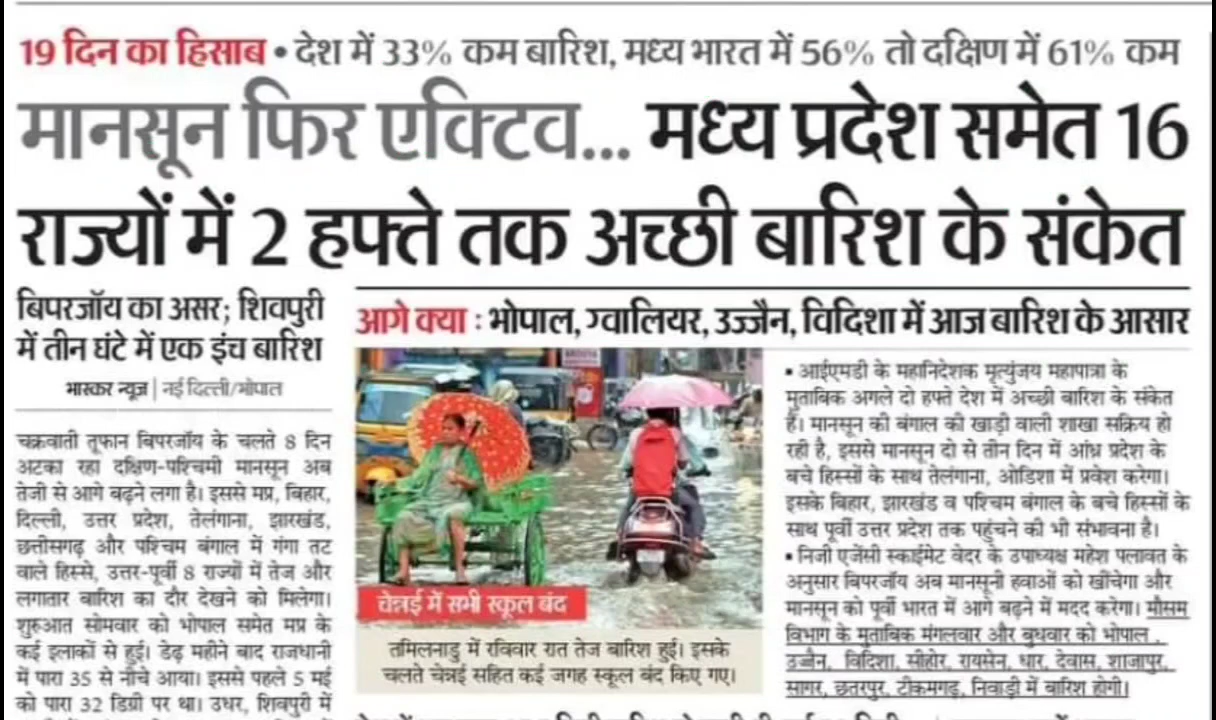 19 दिन का हिसाब • देश में 33% कम बारिश, मध्य भारत में 56% तो दक्षिण में 61% कम
मानसून फिर एक्टिव... मध्य प्रदेश समेत 16
राज्यों में 2 हफ्ते तक अच्छी बारिश के संकेत
बिपरजॉय का असर; शिवपुरी
में तीन घंटे में एक इंच बारिश
भास्कर न्यूज | नई दिल्ली/भोपाल
चक्रवाती तूफान बिपरजॉय के चलते 8 दिन
अटका रहा दक्षिण-पश्चिमी मानसून अब
तेजी से आगे बढ़ने लगा है। इससे मप्र, बिहार,
दिल्ली, उत्तर प्रदेश, तेलंगाना, झारखंड,
छत्तीसगढ़ और पश्चिम बंगाल में गंगा तट
वाले हिस्से, उत्तर-पूर्वी 8 राज्यों में तेज और
लगातार बारिश का दौर देखने को मिलेगा।
शुरुआत सोमवार को भोपाल समेत मप्र के
कई इलाकों से हुई। डेढ़ महीने बाद राजधानी
में पारा 35 से नीचे आया। इससे पहले 5 मई
को पारा 32 डिग्री पर था। उधर, शिवपुरी में
आगे क्या : भोपाल, ग्वालियर, उज्जैन, विदिशा में आज बारिश के आसार
चेन्नई में सभी स्कूल बंद
तमिलनाडु में रविवार रात तेज बारिश हुई। इसके
चलते चेन्नई सहित कई जगह स्कूल बंद किए गए।
▪ आईएमडी के महानिदेशक मृत्युंजय महापात्रा के
मुताबिक अगले दो हफ्ते देश में अच्छी बारिश के संकेत
हैं। मानसून की बंगाल की खाड़ी वाली शाखा सक्रिय हो
रही है, इससे मानसून दो से तीन दिन में आंध्र प्रदेश के
बचे हिस्सों के साथ तेलंगाना, ओडिशा में प्रवेश करेगा।
इसके बिहार, झारखंड व पश्चिम बंगाल के बचे हिस्सों के
साथ पूर्वी उत्तर प्रदेश तक पहुंचने की भी संभावना है।
▪ निजी एजेंसी स्काईमेट वेदर के उपाध्यक्ष महेश पलावत के
अनुसार बिपरजॉय अब मानसूनी हवाओं को खींचेगा और
मानसून को पूर्वी भारत में आगे बढ़ने में मदद करेगा। मौसम
विभाग के मुताबिक मंगलवार और बुधवार को भोपाल ,
उज्जैन, विदिशा, सीहोर, रायसेन, धार, देवास, शाजापुर,
सागर, छतरपुर, टीकमगढ़, निवाड़ी में बारिश होगी।